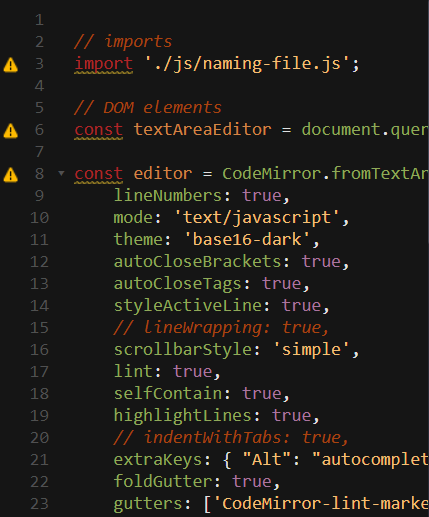 1
2 // imports
3 import './js/naming-file.js';
4
5 // DOM elements
6 const textAreaEditor = document.quer
7
8 const editor = CodeMirror.fromTextAr
9 lineNumbers: true,
10 mode: 'text/javascript',
11 theme: 'base16-dark',
12 autoCloseBrackets: true,
13 autoCloseTags: true,
14 styleActiveLine: true,
15 // lineWrapping: true,
16 scrollbarStyle: 'simple',
17 lint: true,
18 selfContain: true,
19 highlightLines: true,
20 // indentWithTabs: true,
21 extraKeys: { "Alt": "autocomplet
22 foldGutter: true,
23 gutters: ['CodeMirror-lint-marke